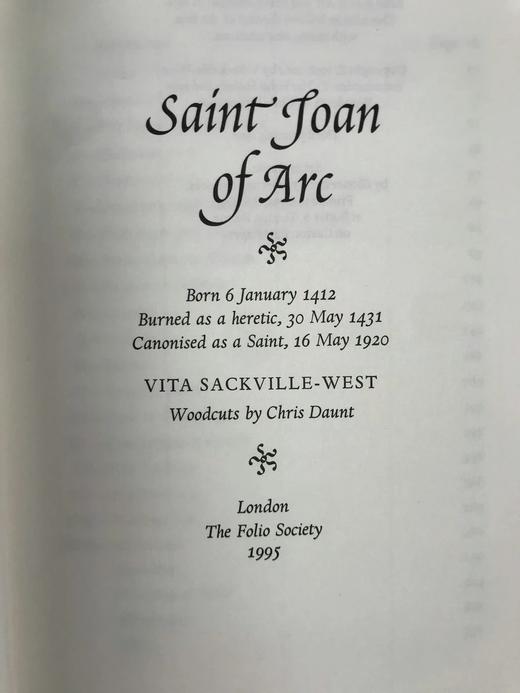 Saint Joan
of Arc
Born 6 January 1412
Burned as a heretic, 30 May 1431
Canonised as a Saint, 16 May 1920
VITA SACKVILLE-WEST
Woodcuts by Chris Daunt
London
The Folio Society
1995